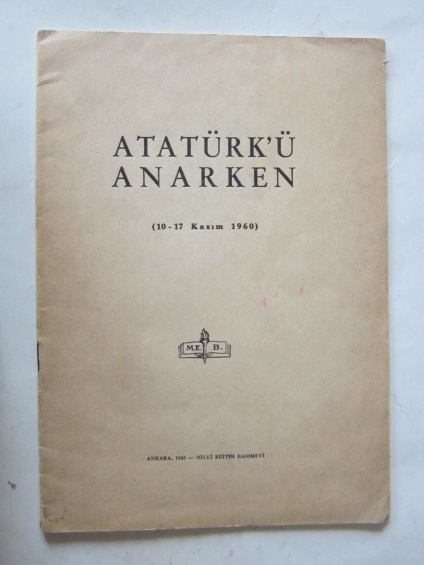 ATATÜRK'Ü
ANARKEN
(10-17 Kasım 1960)
M.E. B.
ANKARA, 1960 — MİLLÎ EĞİTİM BASIMEVİ